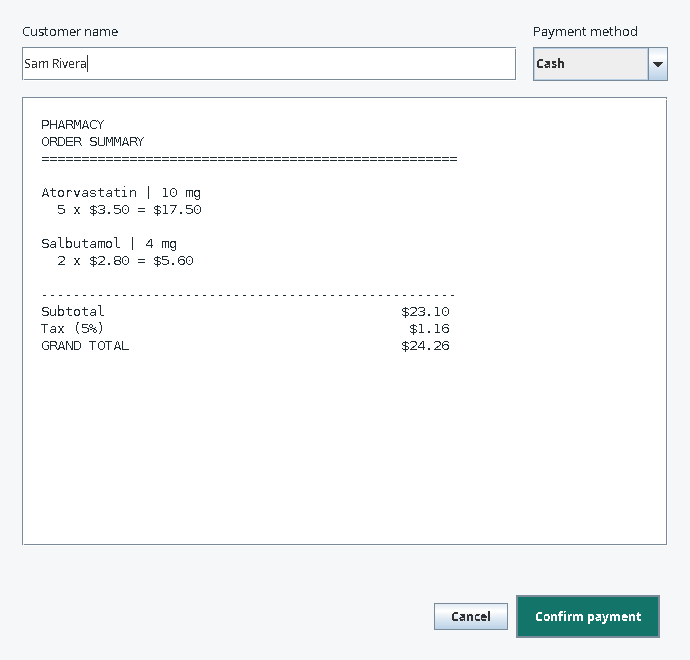 Customer name
Payment method
Sam Rivera
Cash
PHARMACY
ORDER SUMMARY
====================================================
Atorvastatin | 10 mg
5 x $3.50 = $17.50
Salbutamol | 4 mg
2 x $2.80 = $5.60
----------------------------------------------------
Subtotal $23.10
Tax (5%) $1.16
GRAND TOTAL $24.26
Cancel
Confirm payment